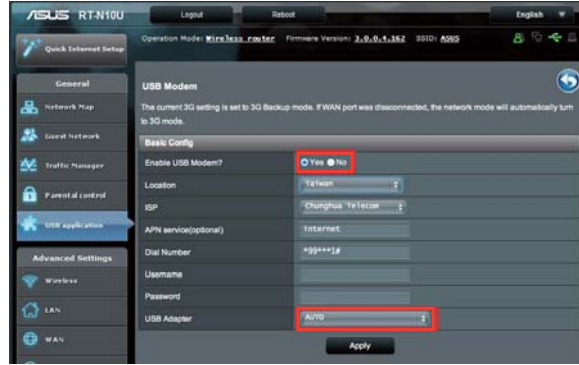 ASUS RT-N10U
Logout
Reboot
English
Quick Internet Setup
Operation Mode: Wireless router Firmware Version: 3.0.0.4.162 SSID: ASUS
General
Network Map
Guest Network
Traffic Manager
Parental control
USB application
Advanced Settings
Wireless
LAN
WAN
USB Modem
The current 3G setting is set to 3G Backup mode. If WAN port was disconnected, the network mode will automatically turn
to 3G mode.
Basic Config
Enable USB Modem? Yes No
Location Taiwan
ISP Chunghua Telecom
APN service(optional) internet
Dial Number *99***1#
Username
Password
USB Adapter AUTO
Apply